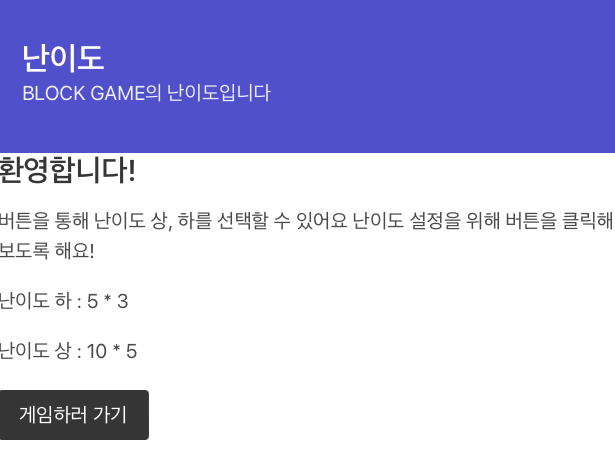 난이도
BLOCK GAME의 난이도입니다
환영합니다!
버튼을 통해 난이도 상, 하를 선택할 수 있어요 난이도 설정을 위해 버튼을 클릭해
보도록 해요!
난이도 하 : 5 * 3
난이도 상 : 10 * 5
게임하러 가기